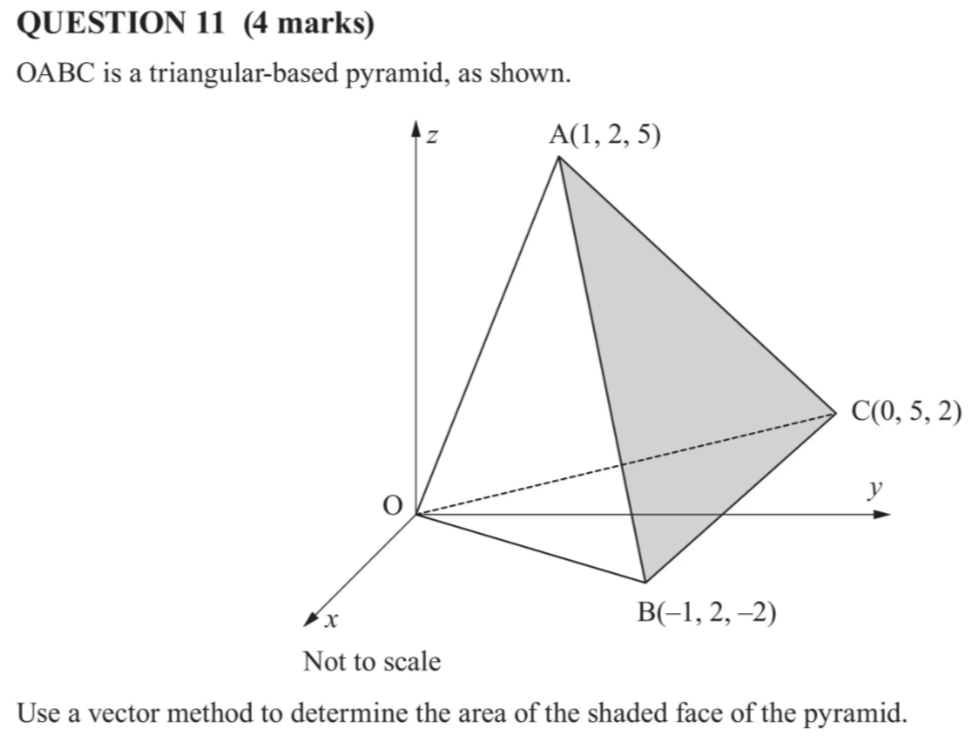 QUESTION 11 (4 marks)
OABC is a triangular-based pyramid, as shown.
z
A(1, 2, 5)
C(0, 5, 2)
y
O
B(–1, 2, –2)
x
Not to scale
Use a vector method to determine the area of the shaded face of the pyramid.